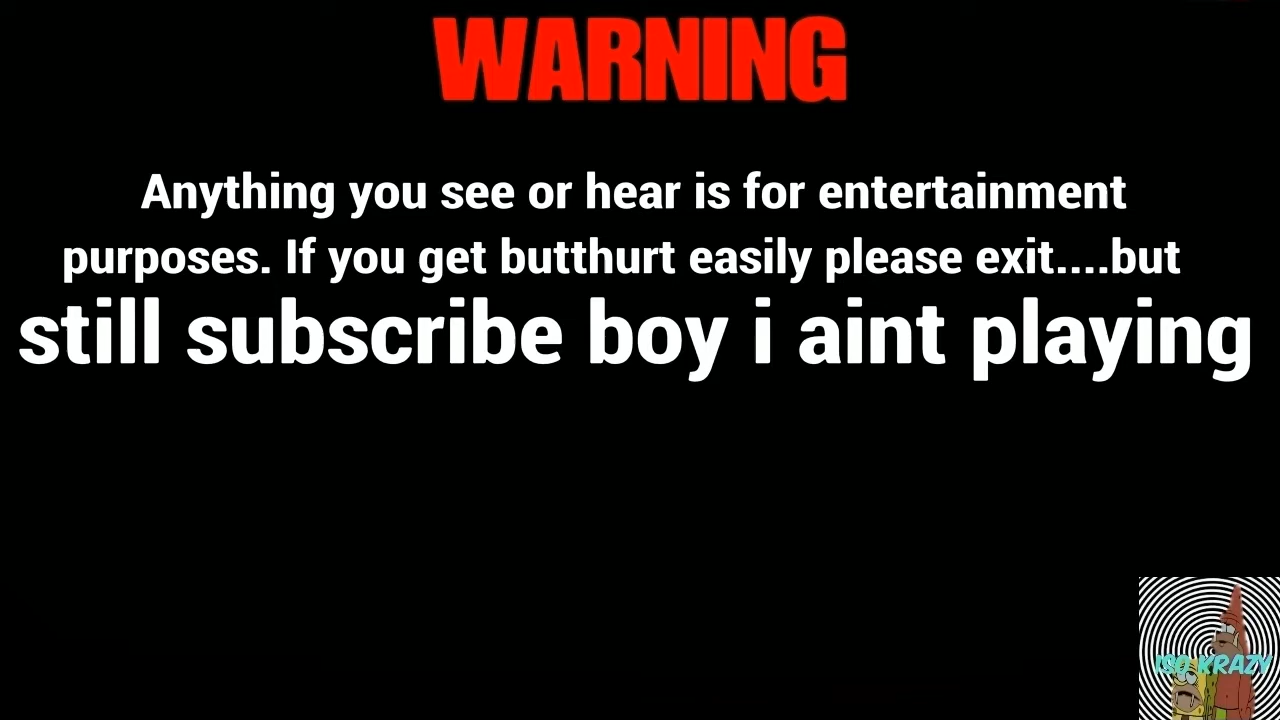 WARNING
Anything you see or hear is for entertainment
purposes. If you get butthurt easily please exit....but
still subscribe boy i aint playing
ISO KRAZY